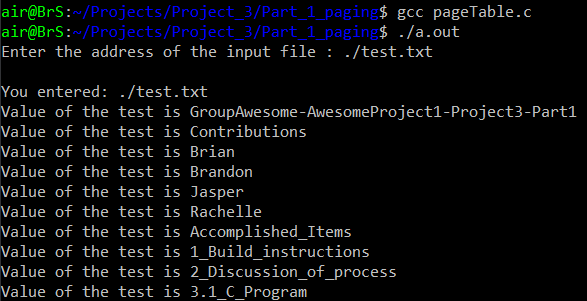 air@BrS:~/Projects/Project_3/Part_1_paging$ gcc pageTable.c
air@BrS:~/Projects/Project_3/Part_1_paging$ ./a.out
Enter the address of the input file : ./test.txt
You entered: ./test.txt
Value of the test is GroupAwesome-AwesomeProject1-Project3-Part1
Value of the test is Contributions
Value of the test is Brian
Value of the test is Brandon
Value of the test is Jasper
Value of the test is Rachelle
Value of the test is Accomplished_Items
Value of the test is 1_Build_instructions
Value of the test is 2_Discussion_of_process
Value of the test is 3.1_C_Program